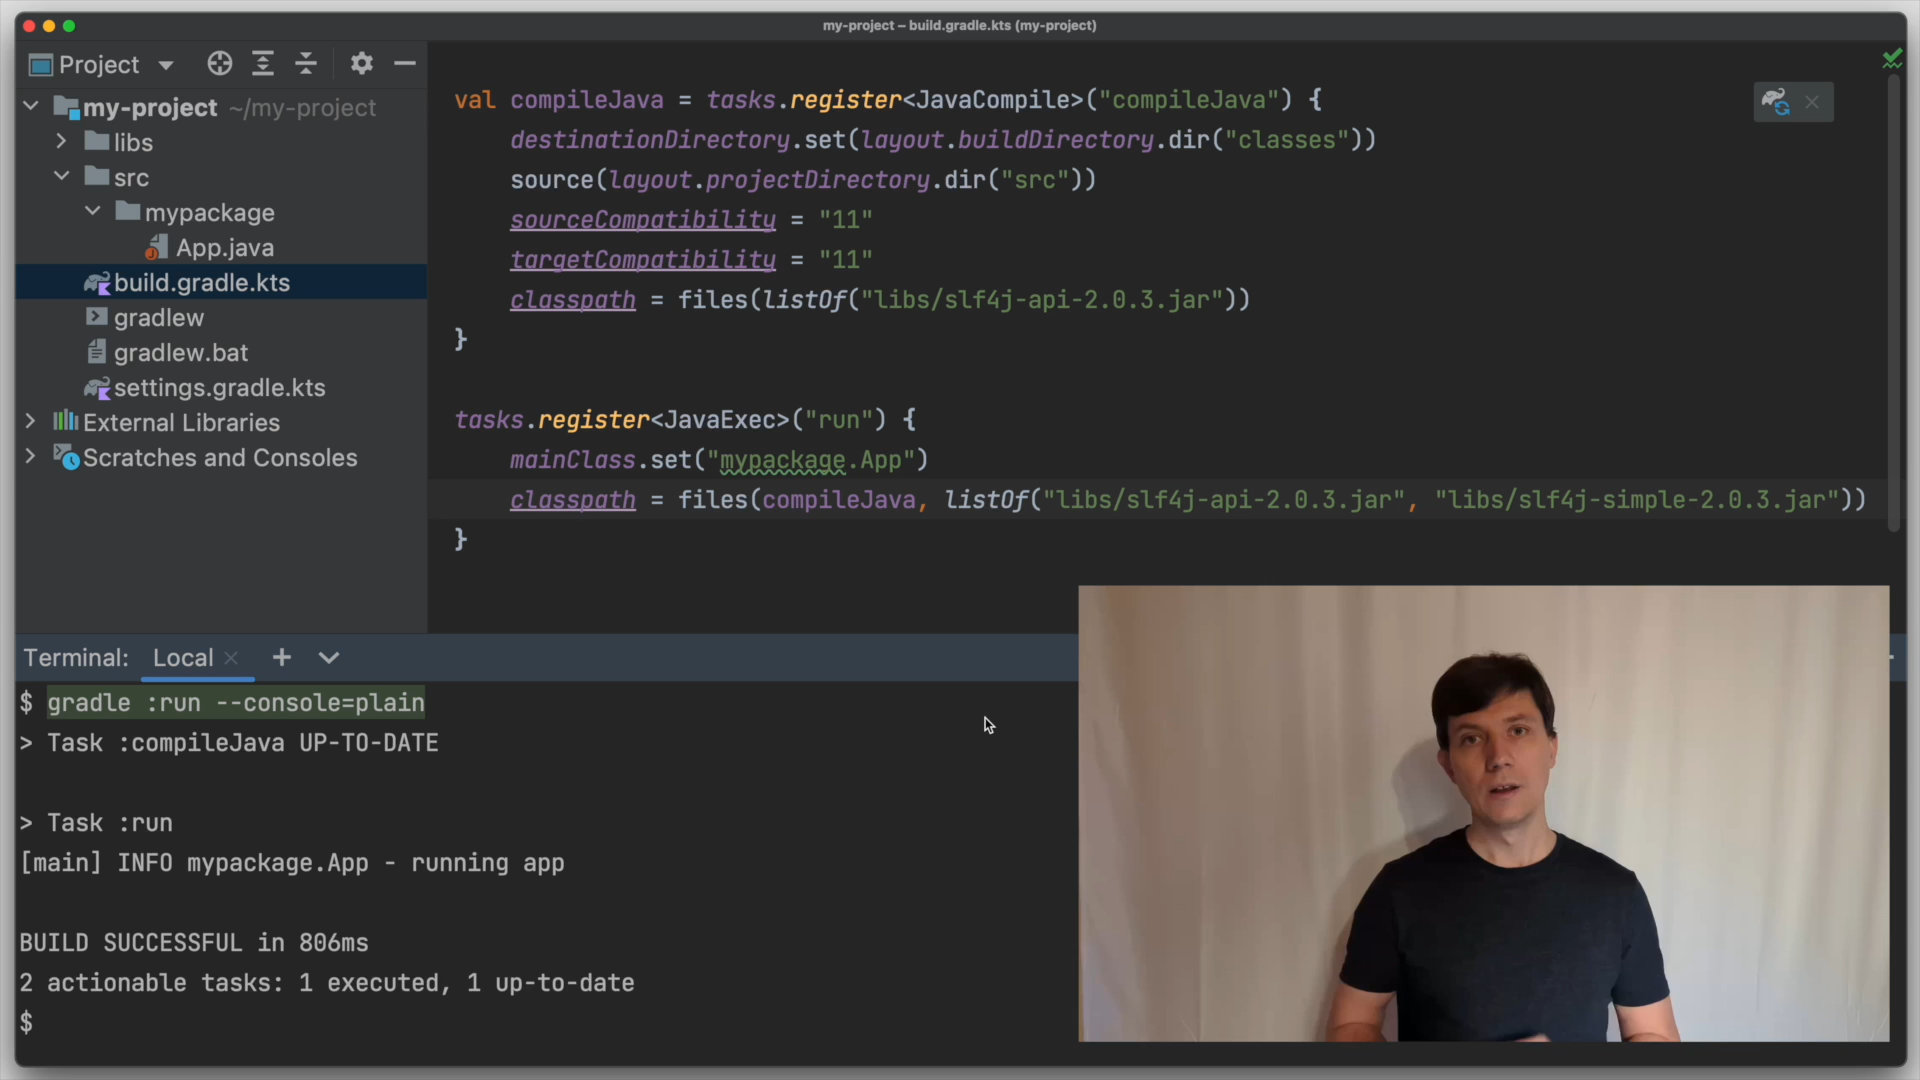 my-project – build.gradle.kts (my-project)
Project
my-project ~/my-project
libs
src
mypackage
App.java
build.gradle.kts
gradlew
gradlew.bat
settings.gradle.kts
External Libraries
Scratches and Consoles
val compileJava = tasks.register<JavaCompile>("compileJava") {
destinationDirectory.set(layout.buildDirectory.dir("classes"))
source(layout.projectDirectory.dir("src"))
sourceCompatibility = "11"
targetCompatibility = "11"
classpath = files(listOf("libs/slf4j-api-2.0.3.jar"))
}
tasks.register<JavaExec>("run") {
mainClass.set("mypackage.App")
classpath = files(compileJava, listOf("libs/slf4j-api-2.0.3.jar", "libs/slf4j-simple-2.0.3.jar"))
}
Terminal: Local
$ gradle :run --console=plain
> Task :compileJava UP-TO-DATE
> Task :run
[main] INFO mypackage.App - running app
BUILD SUCCESSFUL in 806ms
2 actionable tasks: 1 executed, 1 up-to-date
$